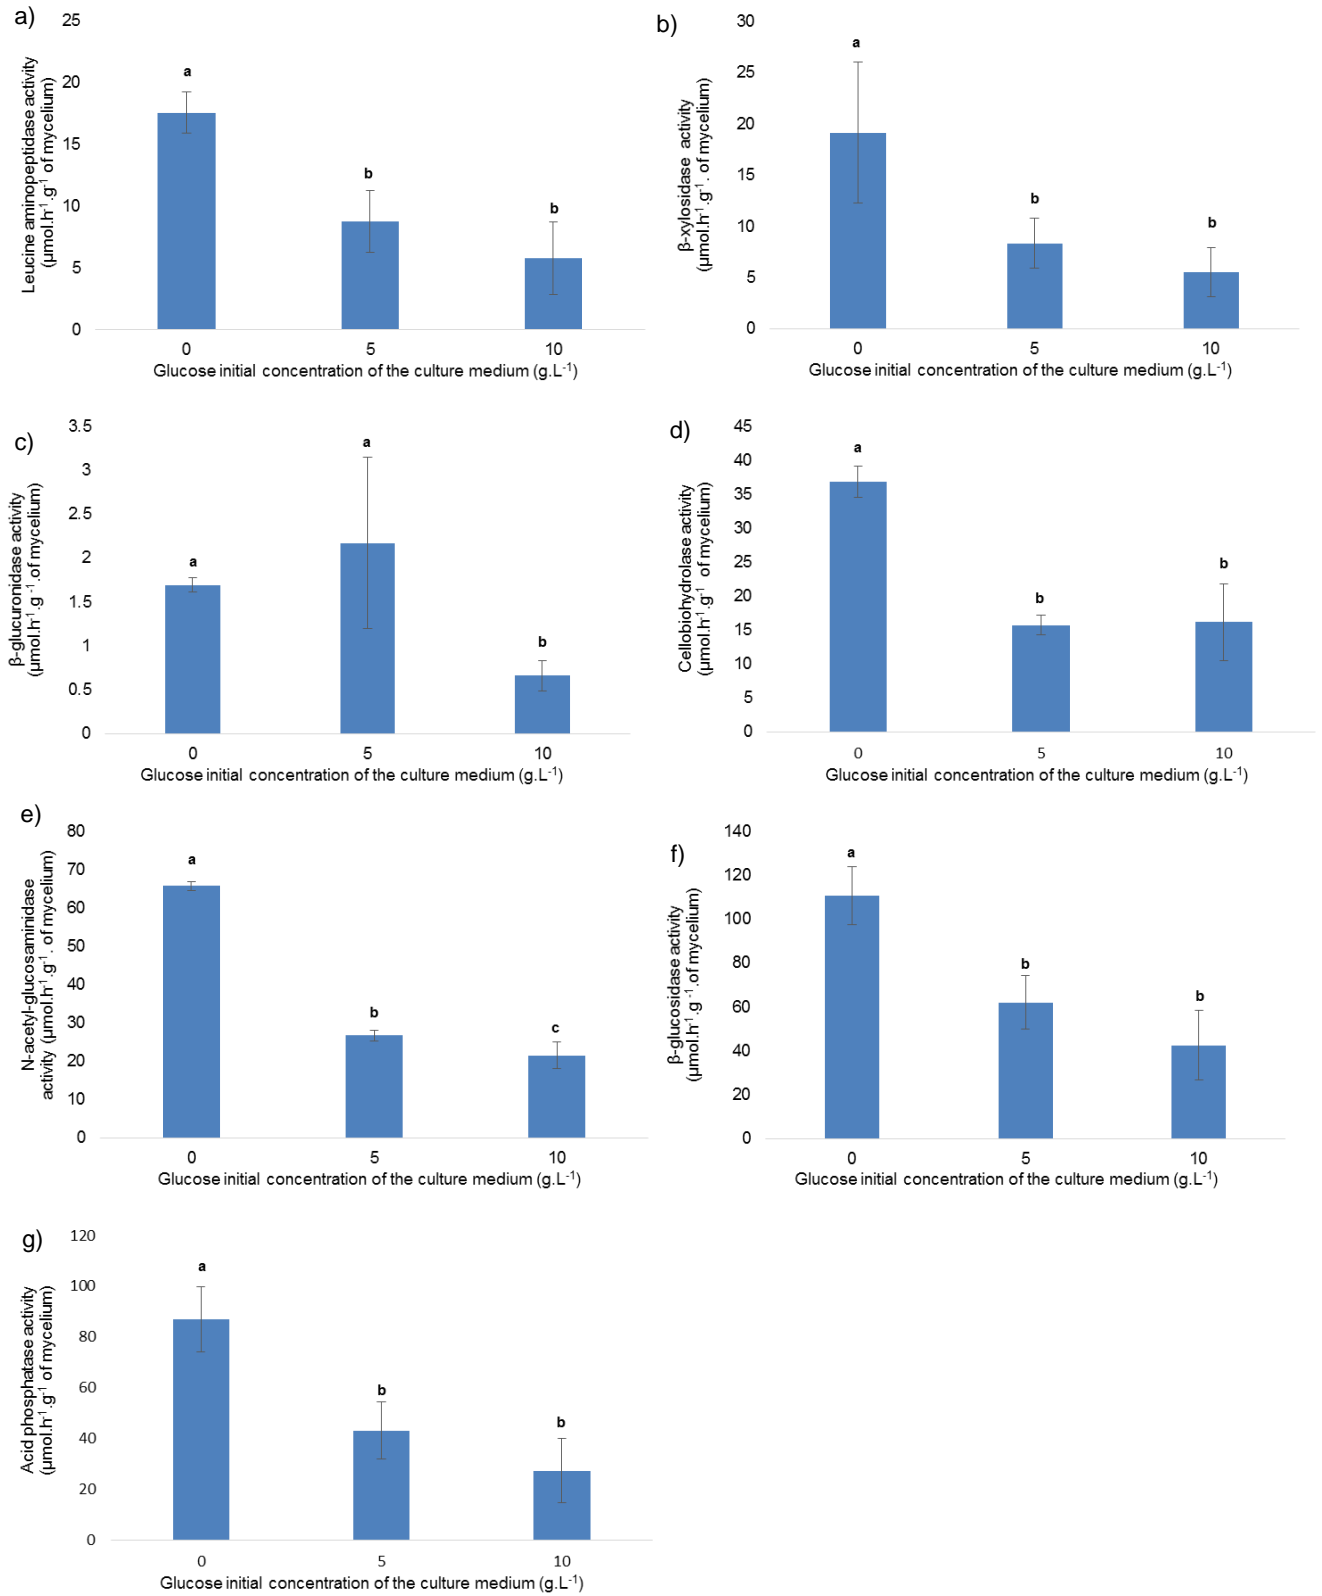 a)
Leucine aminopeptidase activity
(µmol.h-1.g-1 of mycelium)
25
20
15
10
5
0
a
b
b
0 5 10
Glucose initial concentration of the culture medium (g.L-1)
b)
β-xylosidase activity
(µmol.h-1.g-1. of mycelium)
30
25
20
15
10
5
0
a
b
b
0 5 10
Glucose initial concentration of the culture medium (g.L-1)
c)
β-glucuronidase activity
(µmol.h-1.g-1.of mycelium)
3.5
3
2.5
2
1.5
1
0.5
0
a
a
b
0 5 10
Glucose initial concentration of the culture medium (g.L-1)
d)
Cellobiohydrolase activity
(µmol.h-1.g-1 of mycelium)
45
40
35
30
25
20
15
10
5
0
a
b
b
0 5 10
Glucose initial concentration of the culture medium (g.L-1)
e)
N-acetyl-glucosaminidase
activity (µmol.h-1.g-1. of mycelium)
80
70
60
50
40
30
20
10
0
a
b
c
0 5 10
Glucose initial concentration of the culture medium (g.L-1)
f)
β-glucosidase activity
(µmol.h-1.g-1.of mycelium)
140
120
100
80
60
40
20
0
a
b
b
0 5 10
Glucose initial concentration of the culture medium (g.L-1)
g)
Acid phosphatase activity
(µmol.h-1.g-1 of mycelium)
120
100
80
60
40
20
0
a
b
b
0 5 10
Glucose initial concentration of the culture medium (g.L-1)